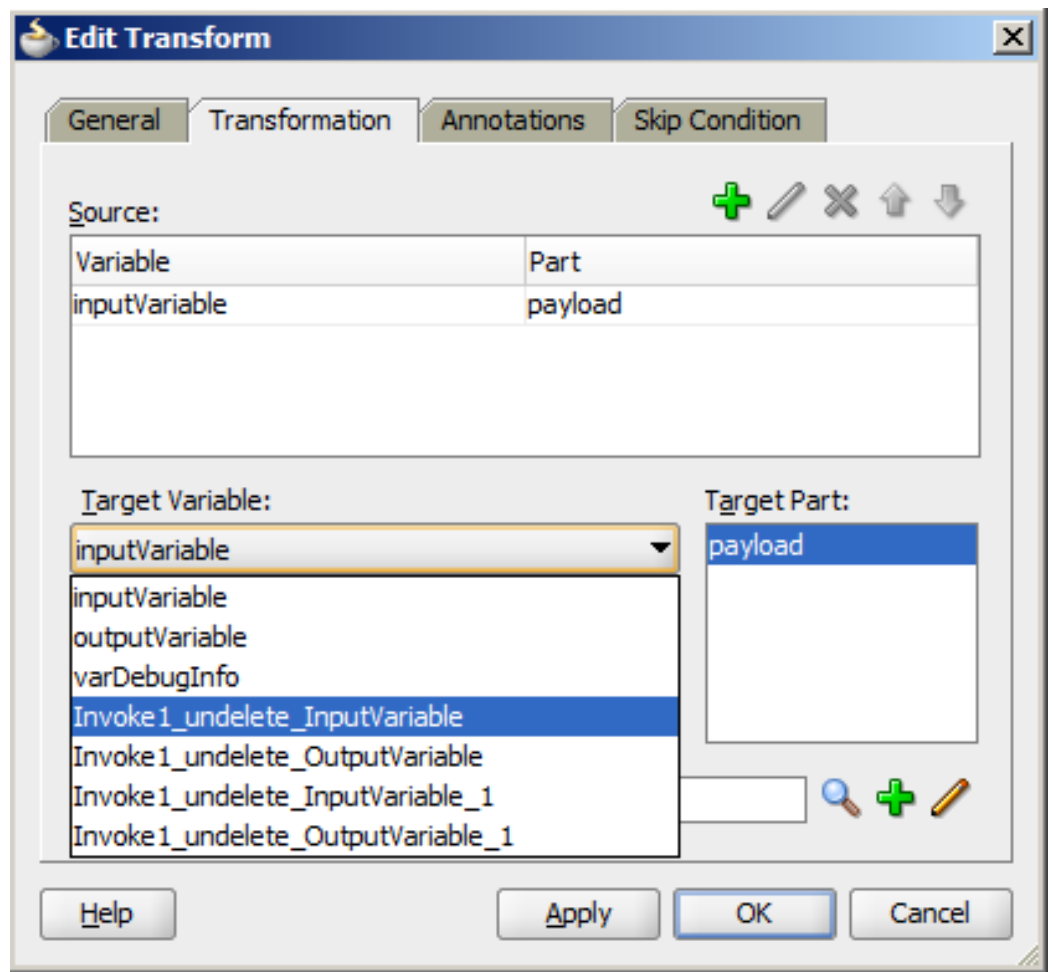 Edit Transform
General Transformation Annotations Skip Condition
Source:
Variable Part
inputVariable payload
Target Variable: Target Part:
inputVariable payload
inputVariable
outputVariable
varDebugInfo
Invoke1_undelete_InputVariable
Invoke1_undelete_OutputVariable
Invoke1_undelete_InputVariable_1
Invoke1_undelete_OutputVariable_1
Help Apply OK Cancel